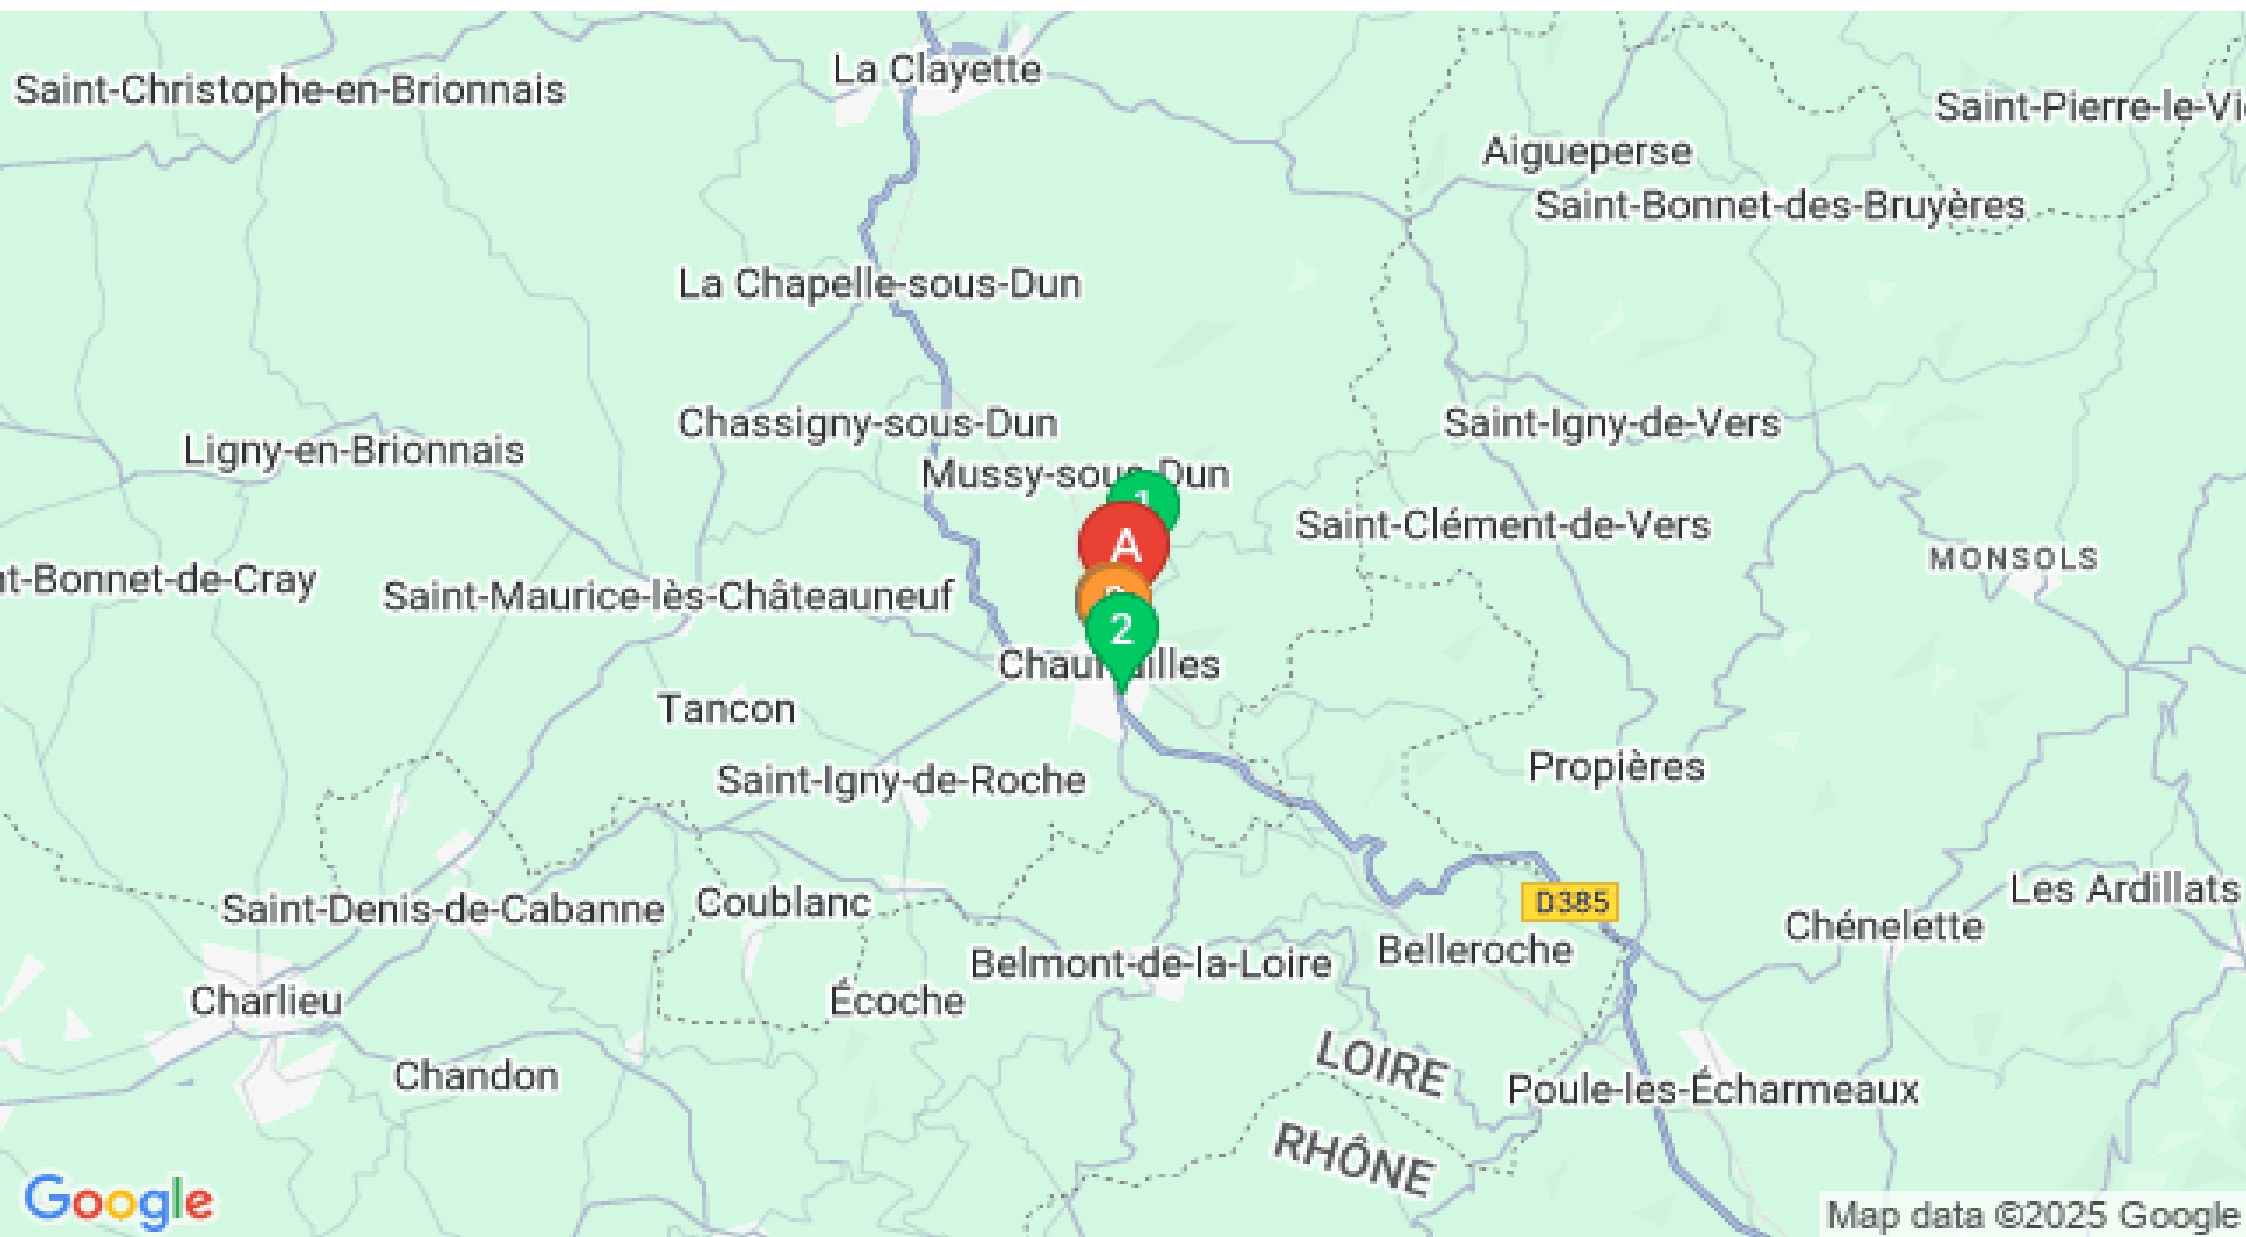 La Clayette
Saint-Christophe-en-Brionnais
Saint-Pierre-le-Vi
Aigueperse
Saint-Bonnet-des-Bruyères
La Chapelle-sous-Dun
Chassigny-sous-Dun
Saint-Igny-de-Vers
Ligny-en-Brionnais
Mussy-sous-Dun
1
Saint-Clément-de-Vers
A
MONSOLS
nt-Bonnet-de-Cray
Saint-Maurice-lès-Châteauneuf
2
Chauffailles
Tancon
Propières
Saint-Igny-de-Roche
Les Ardillats
D385
Coublanc
Saint-Denis-de-Cabanne
Chénelette
Belleroche
Belmont-de-la-Loire
Charlieu
Écoche
LOIRE
Chandon
Poule-les-Écharmeaux
RHÔNE
Google
Map data ©2025 Google